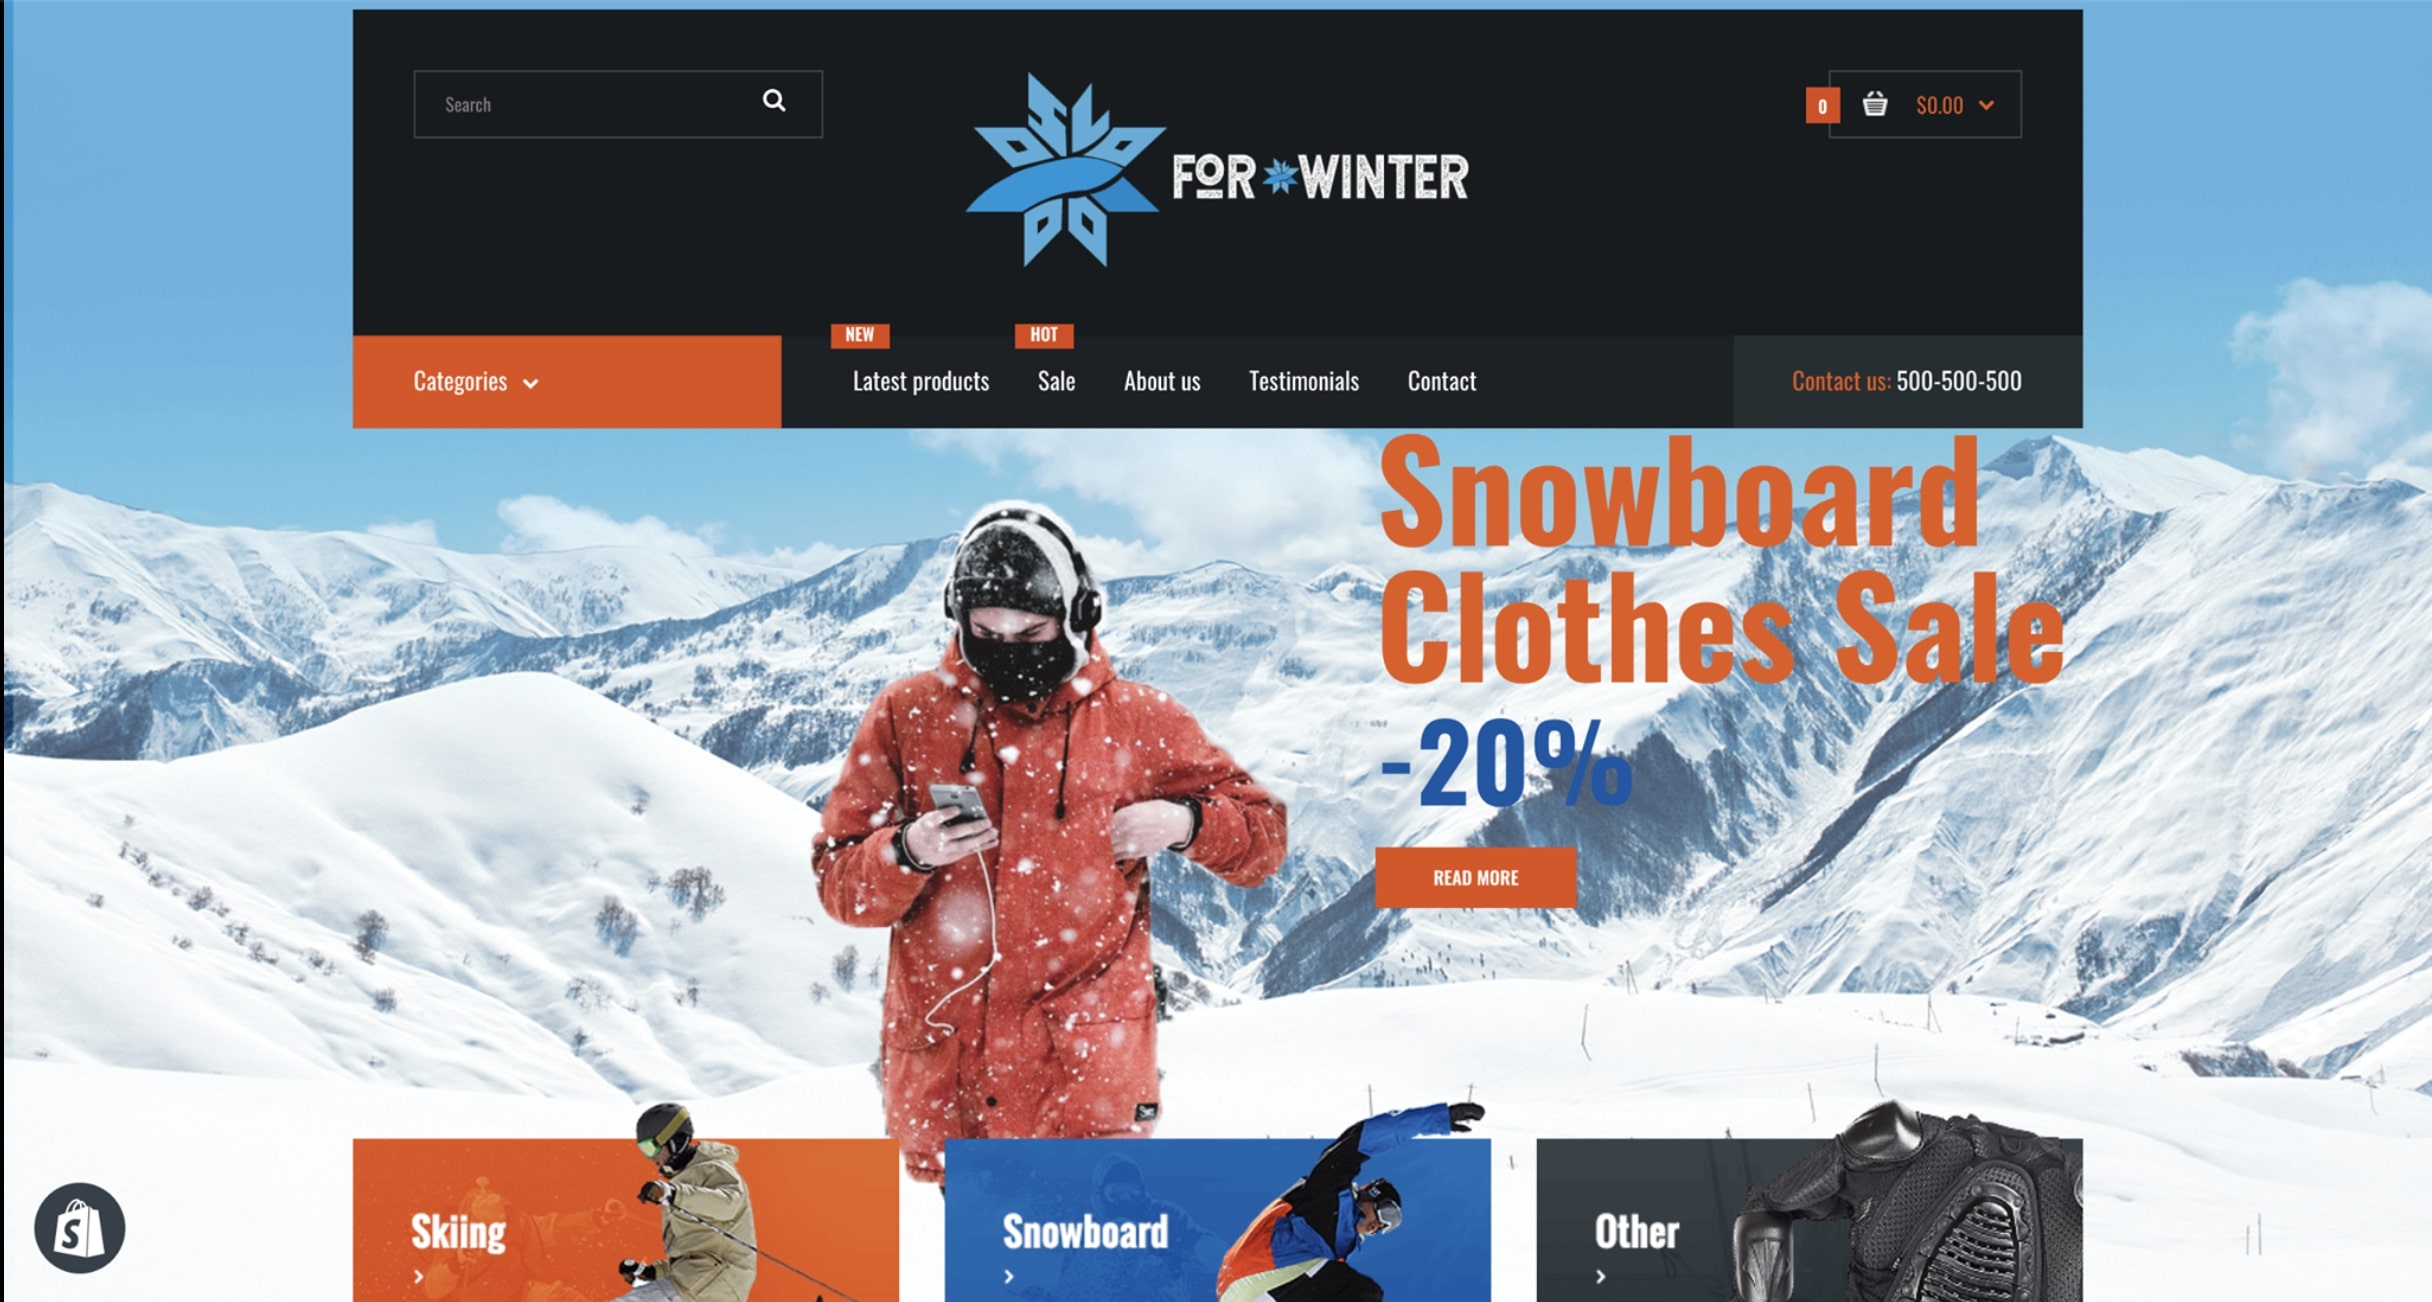 Search
FOR WINTER
0
$0.00
NEW
HOT
Categories
Latest products
Sale
About us
Testimonials
Contact
Contact us: 500-500-500
Snowboard
Clothes Sale
-20%
READ MORE
Skiing
Snowboard
Other
S